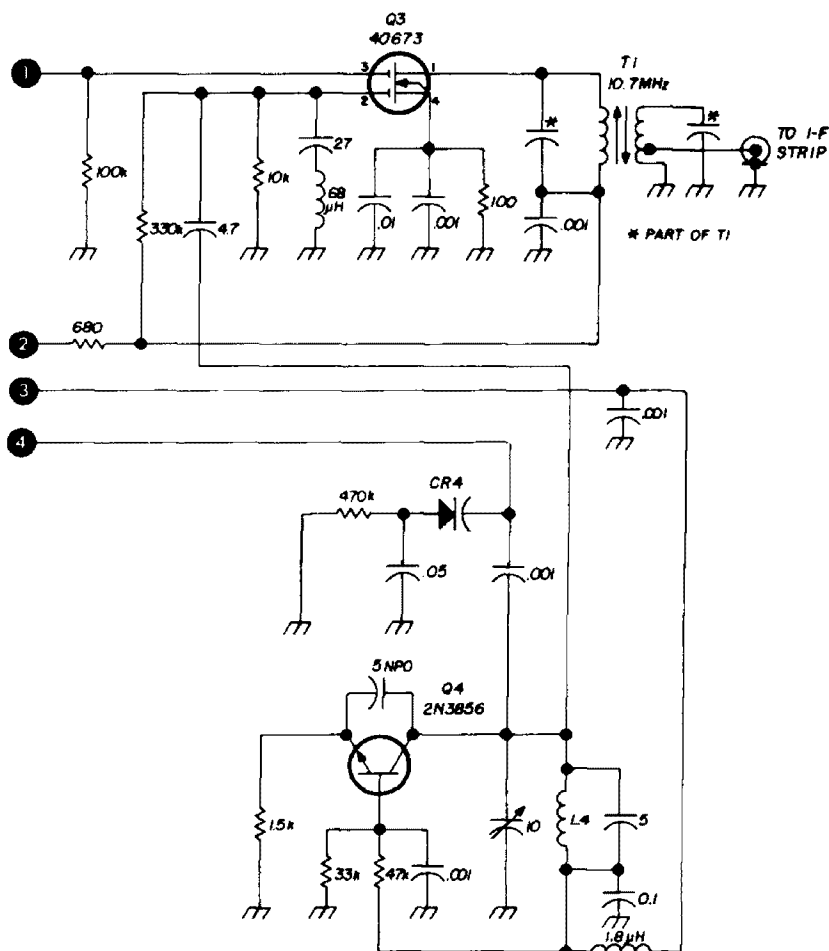 Q3
40673
1
3
1
2
4
T1
10.7MHz
*
*
TO I-F
STRIP
100k
330k
4.7
10k
27
68
µH
.01
.001
100
.001
* PART OF T1
680
2
3
.001
4
470k
CR4
.05
.001
5 NPO
Q4
2N3856
1.5k
33k
47k
.001
10
L4
5
0.1
1.8 µH